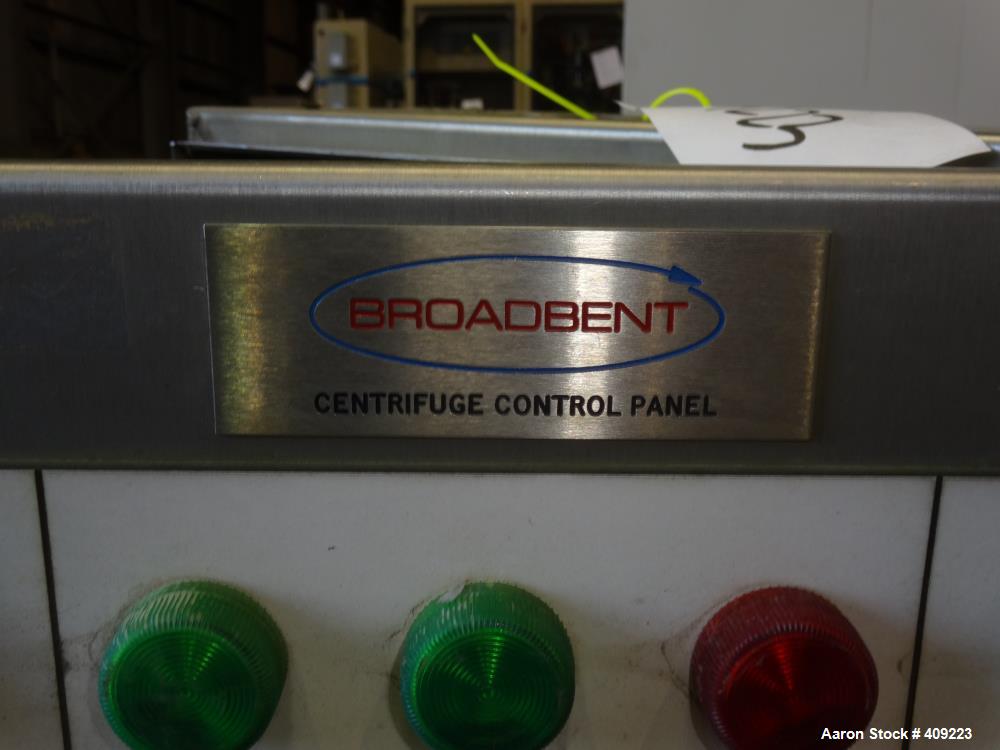 BROADBENT
CENTRIFUGE CONTROL PANEL
Aaron Stock # 409223